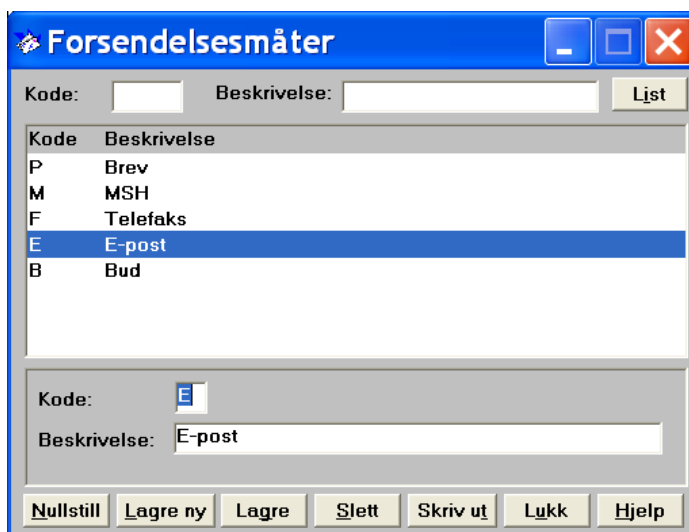 Forsendelsesmåter
Kode: Beskrivelse: List
Kode Beskrivelse
P Brev
M MSH
F Telefaks
E E-post
B Bud
Kode: E
Beskrivelse: E-post
Nullstill Lagre ny Lagre Slett Skriv ut Lukk Hjelp